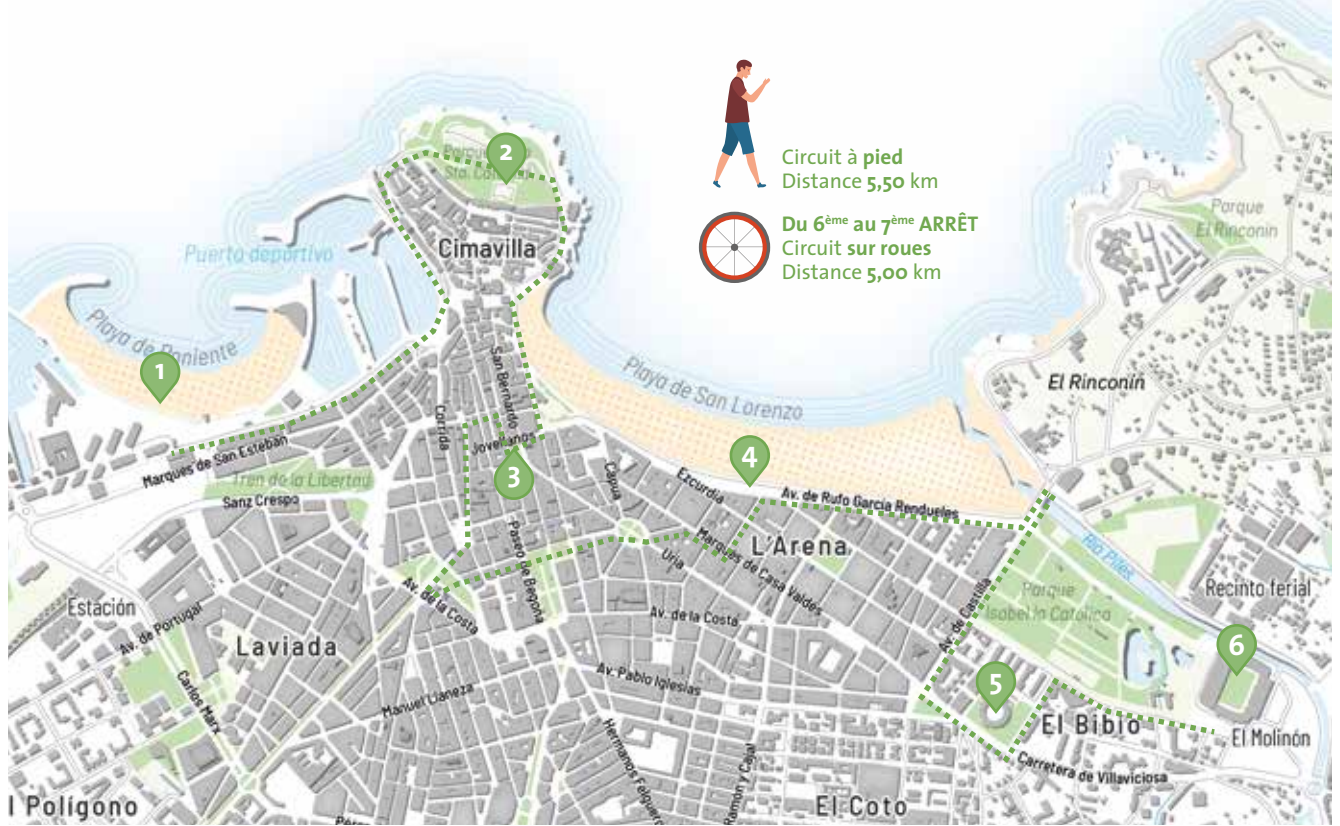 Circuit à pied
Distance 5,50 km
Du 6ème au 7ème ARRÊT
Circuit sur roues
Distance 5,00 km
2
Parque
Sta.
Cimavilla
Puerto deportivo
Parque
El Rinconín
Playa de Poniente
1
San Bernardo
Playa de San Lorenzo
El Rinconín
Corrida
Jovellanos
Marques de San Esteban
3
4
Tren de la Libertad
Sanz Crespo
Capua
Ezcurdia
Av. de Rufo García Rendueles
Marques de Casa Valdes
L'Arena
Uría
Paseo de Begoña
Río Piles
Recinto ferial
Parque
Isabel la Católica
Av. de Castilla
Estación
Av. de Portugal
Av. de la Costa
Av. de la Costa
Laviada
6
Carlos Marx
Manuel Llaneza
Av. Pablo Iglesias
5
El Bibio
El Molinón
Carretera de Villaviciosa
Hermanos Felgueroso
Ramón y Cajal
El Coto
l Polígono